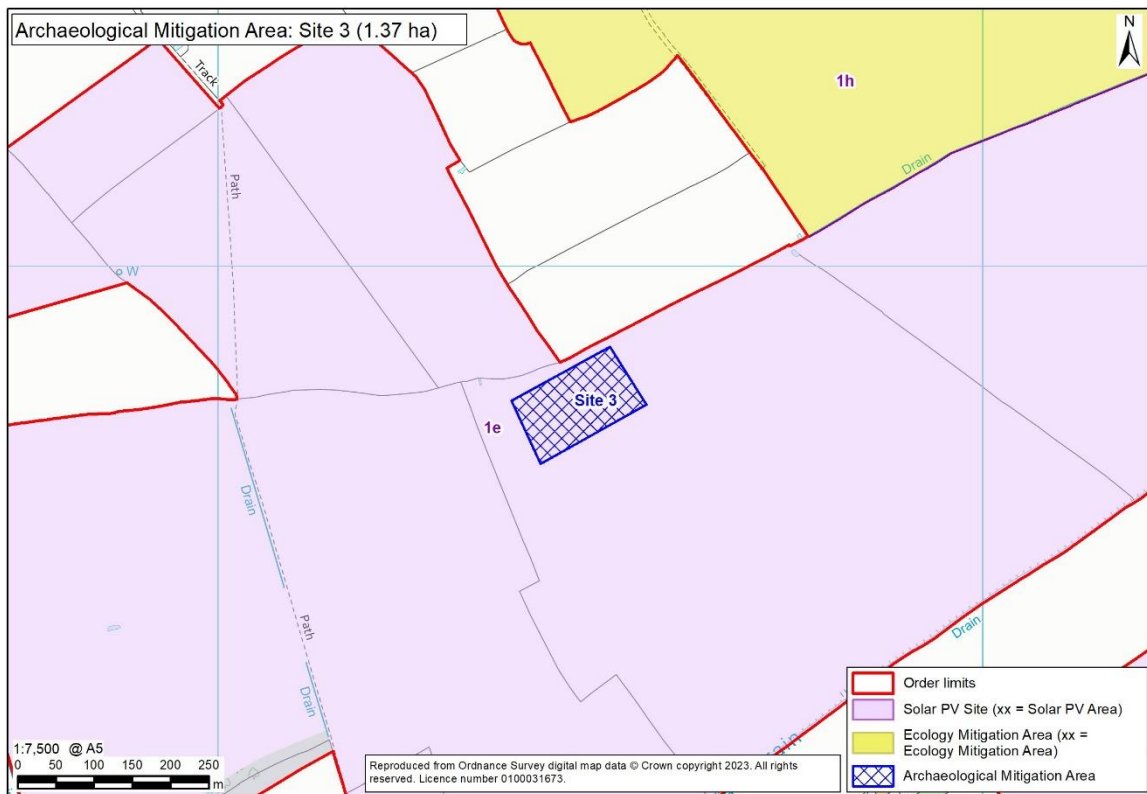 Archaeological Mitigation Area: Site 3 (1.37 ha)
N
Track
1h
Path
Drain
W
Site 3
1e
Drain
Path
Drain
Drain
Order limits
Solar PV Site (xx = Solar PV Area)
Ecology Mitigation Area (xx =
Ecology Mitigation Area)
Archaeological Mitigation Area
1:7,500 @ A5
0 50 100 150 200 250
m
Reproduced from Ordnance Survey digital map data © Crown copyright 2023. All rights
reserved. Licence number 0100031673.